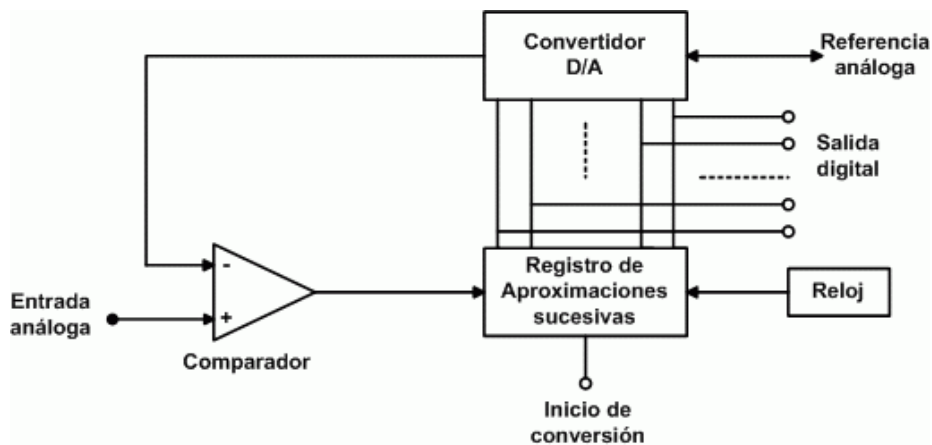 Convertidor
D/A
Referencia
análoga
Salida
digital
-
+
Entrada
análoga
Comparador
Registro de
Aproximaciones
sucesivas
Reloj
Inicio de
conversión